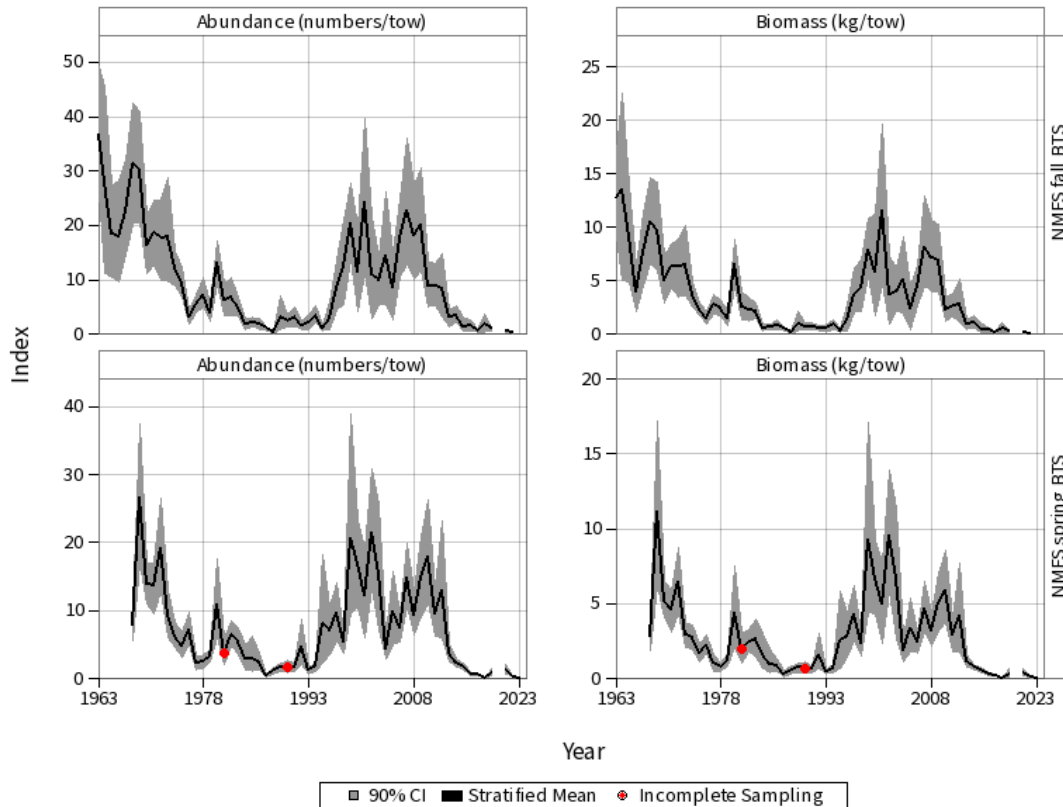 Abundance (numbers/tow)
Biomass (kg/tow)
50
40
30
20
10
0
25
20
15
10
5
0
NMFS fall BTS
Index
Abundance (numbers/tow)
Biomass (kg/tow)
40
30
20
10
0
20
15
10
5
0
NMFS spring BTS
1963 1978 1993 2008 2023
1963 1978 1993 2008 2023
Year
90% CI Stratified Mean Incomplete Sampling